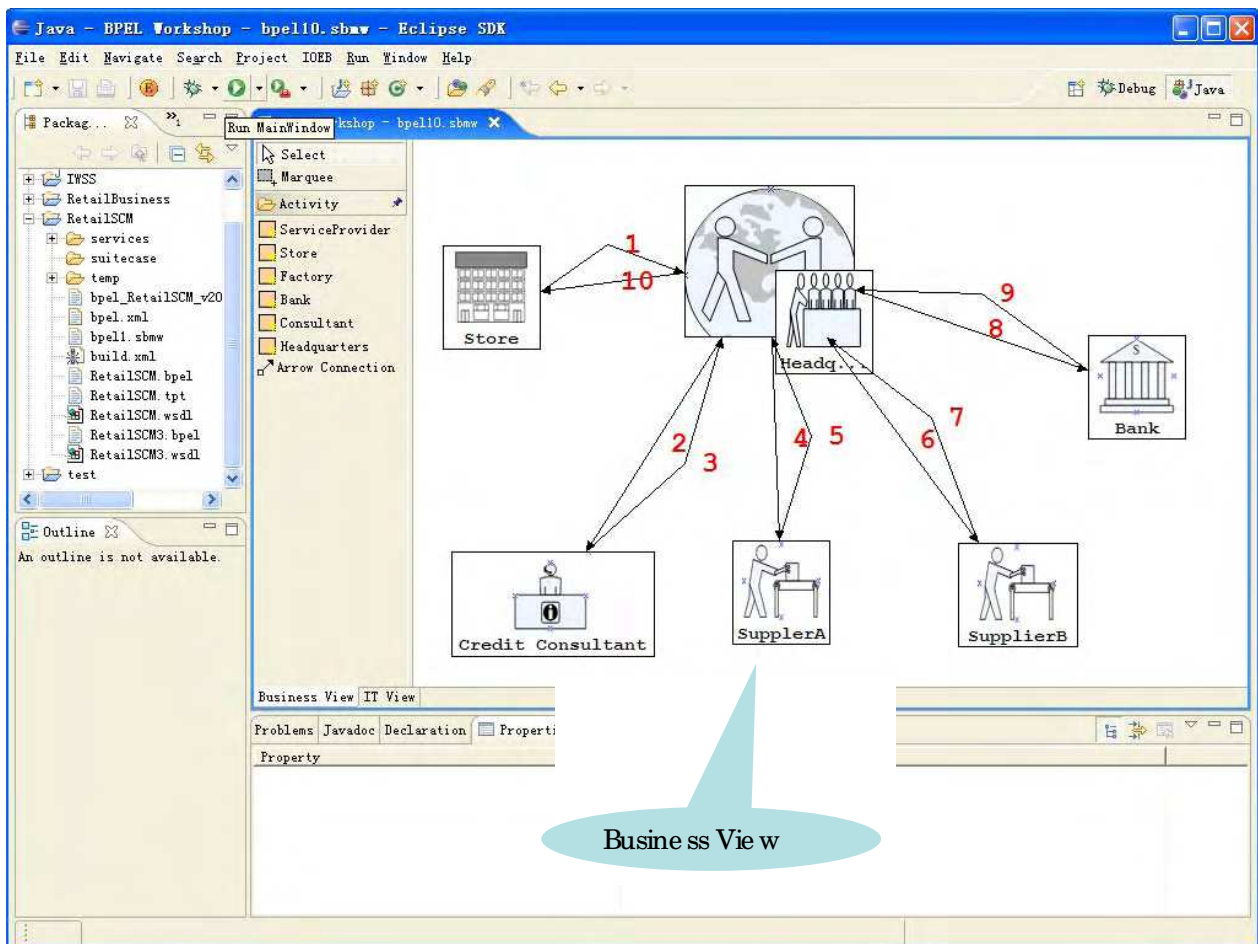 Java - BPEL Workshop - bpel10.sbmw - Eclipse SDK
File Edit Navigate Search Project IOEB Run Window Help
Debug Java
Packag...
Run MainWindow
kshop - bpel10.sbmw
IWSS
RetailBusiness
RetailSCM
services
suitecase
temp
bpel_RetailSCM_v20
bpel.xml
bpel1.sbmw
build.xml
RetailSCM.bpel
RetailSCM.tpt
RetailSCM.wsdl
RetailSCM3.bpel
RetailSCM3.wsdl
test
Outline
An outline is not available.
Select
Marquee
Activity
ServiceProvider
Store
Factory
Bank
Consultant
Headquarters
Arrow Connection
Store
1
10
Headq...
9
8
Bank
2
3
4
5
6
7
Credit Consultant
SupplerA
SupplierB
Business View IT View
Problems Javadoc Declaration Properti
Property
Business View